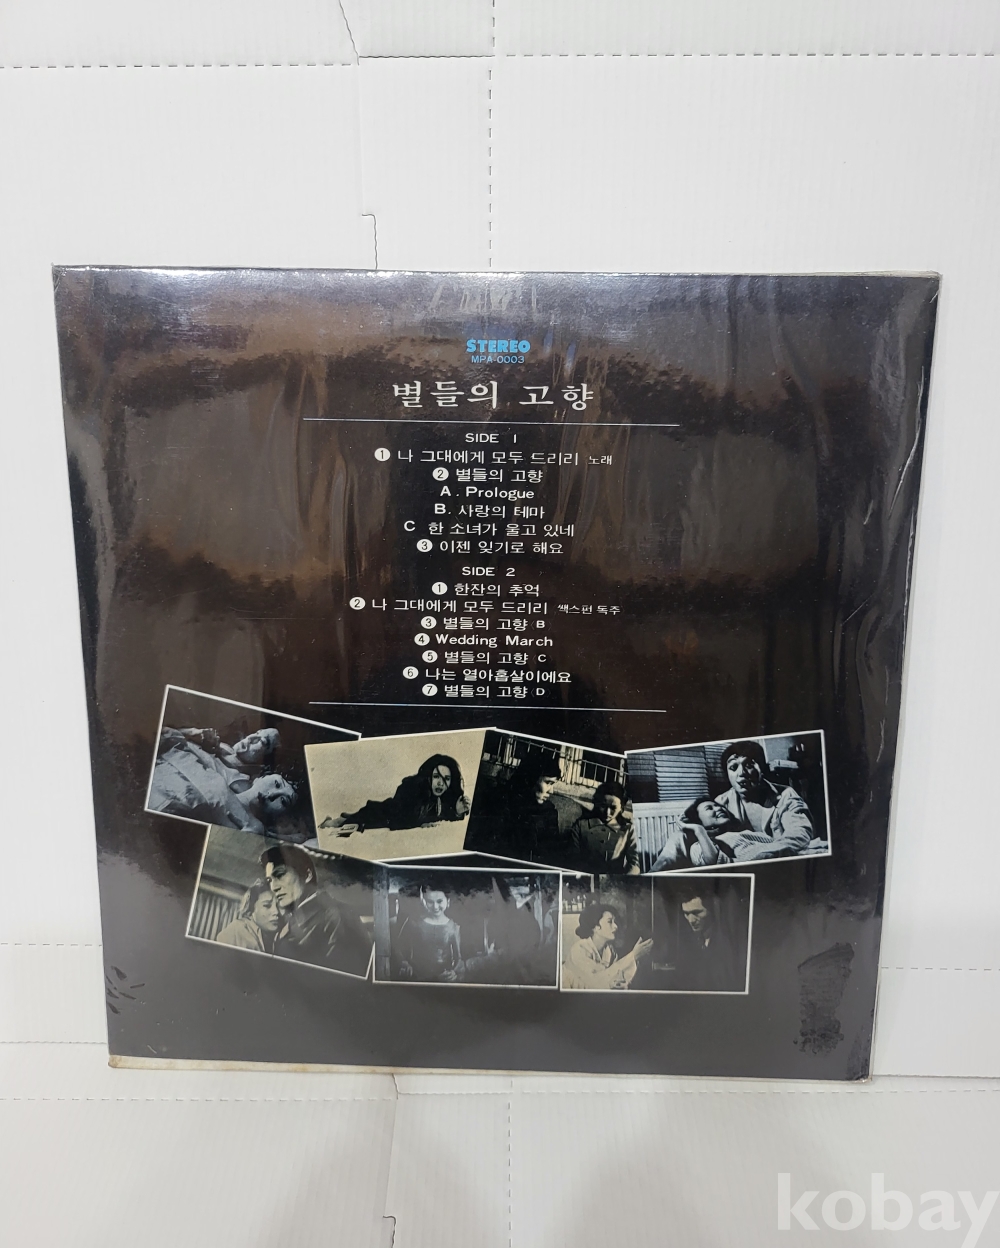 STEREO
MPA-0003
별들의 고향
SIDE 1
① 나 그대에게 모두 드리리 노래
② 별들의 고향
A. Prologue
B. 사랑의 테마
C 한 소녀가 울고 있네
③ 이젠 잊기로 해요
SIDE 2
① 한잔의 추억
② 나 그대에게 모두 드리리 쌕스폰 독주
③ 별들의 고향 B
④ Wedding March
⑤ 별들의 고향 C
⑥ 나는 열아홉살이에요
⑦ 별들의 고향 D
kobay